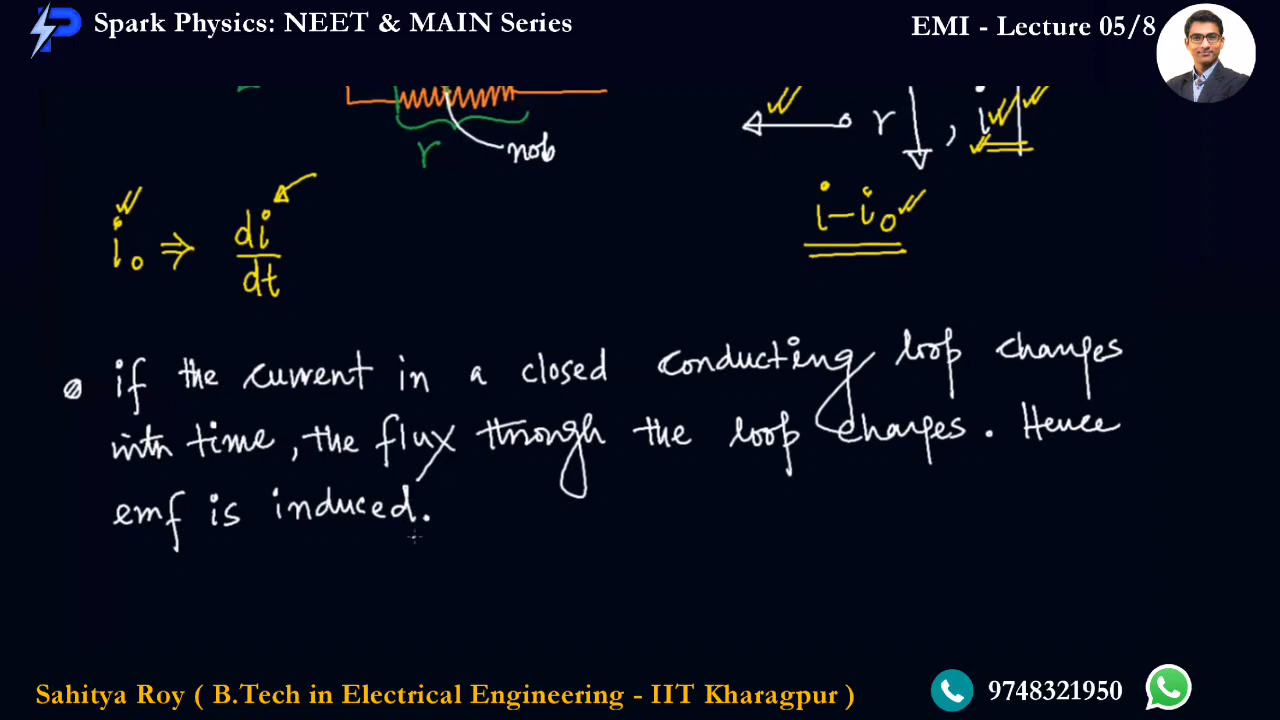 Spark Physics: NEET & MAIN Series
EMI - Lecture 05/8
r
nob
r , i
i₀ ⇒ di/dt
i-i₀
if the current in a closed conducting loop changes
with time, the flux through the loop changes. Hence
emf is induced.
Sahitya Roy ( B.Tech in Electrical Engineering - IIT Kharagpur )
9748321950